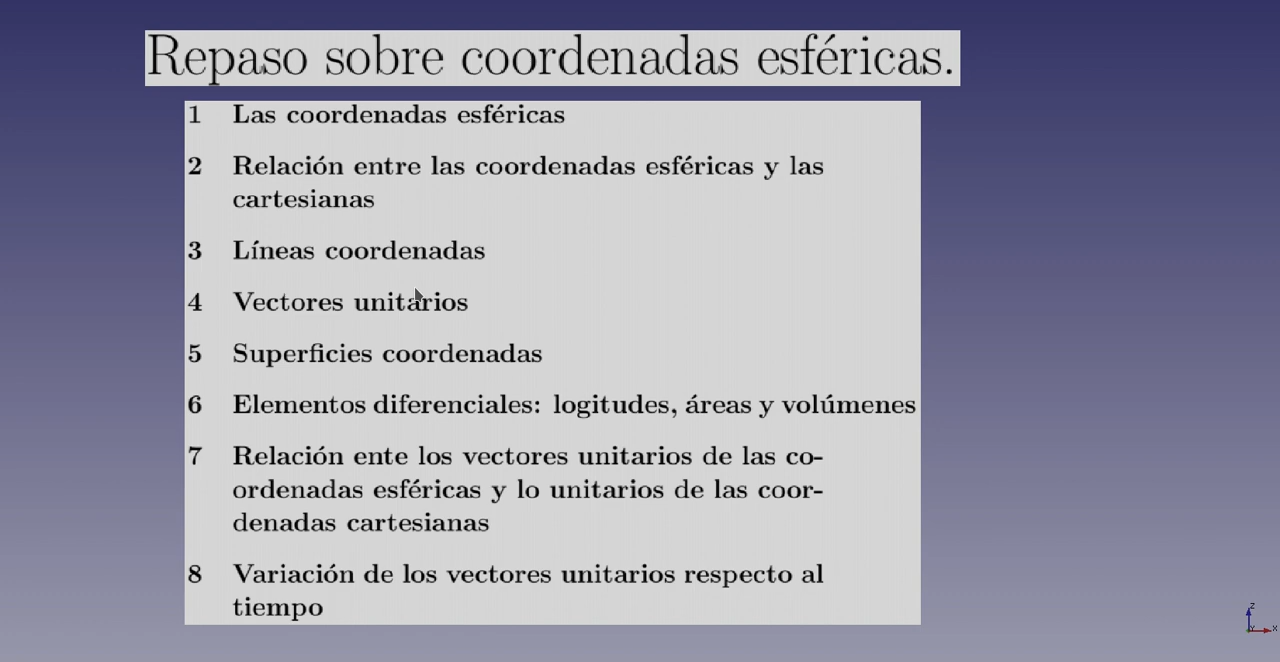 Repaso sobre coordenadas esféricas.
1 Las coordenadas esféricas
2 Relación entre las coordenadas esféricas y las
cartesianas
3 Líneas coordenadas
4 Vectores unitarios
5 Superficies coordenadas
6 Elementos diferenciales: logitudes, áreas y volúmenes
7 Relación ente los vectores unitarios de las co-
ordenadas esféricas y lo unitarios de las coor-
denadas cartesianas
8 Variación de los vectores unitarios respecto al
tiempo
Z
Y X